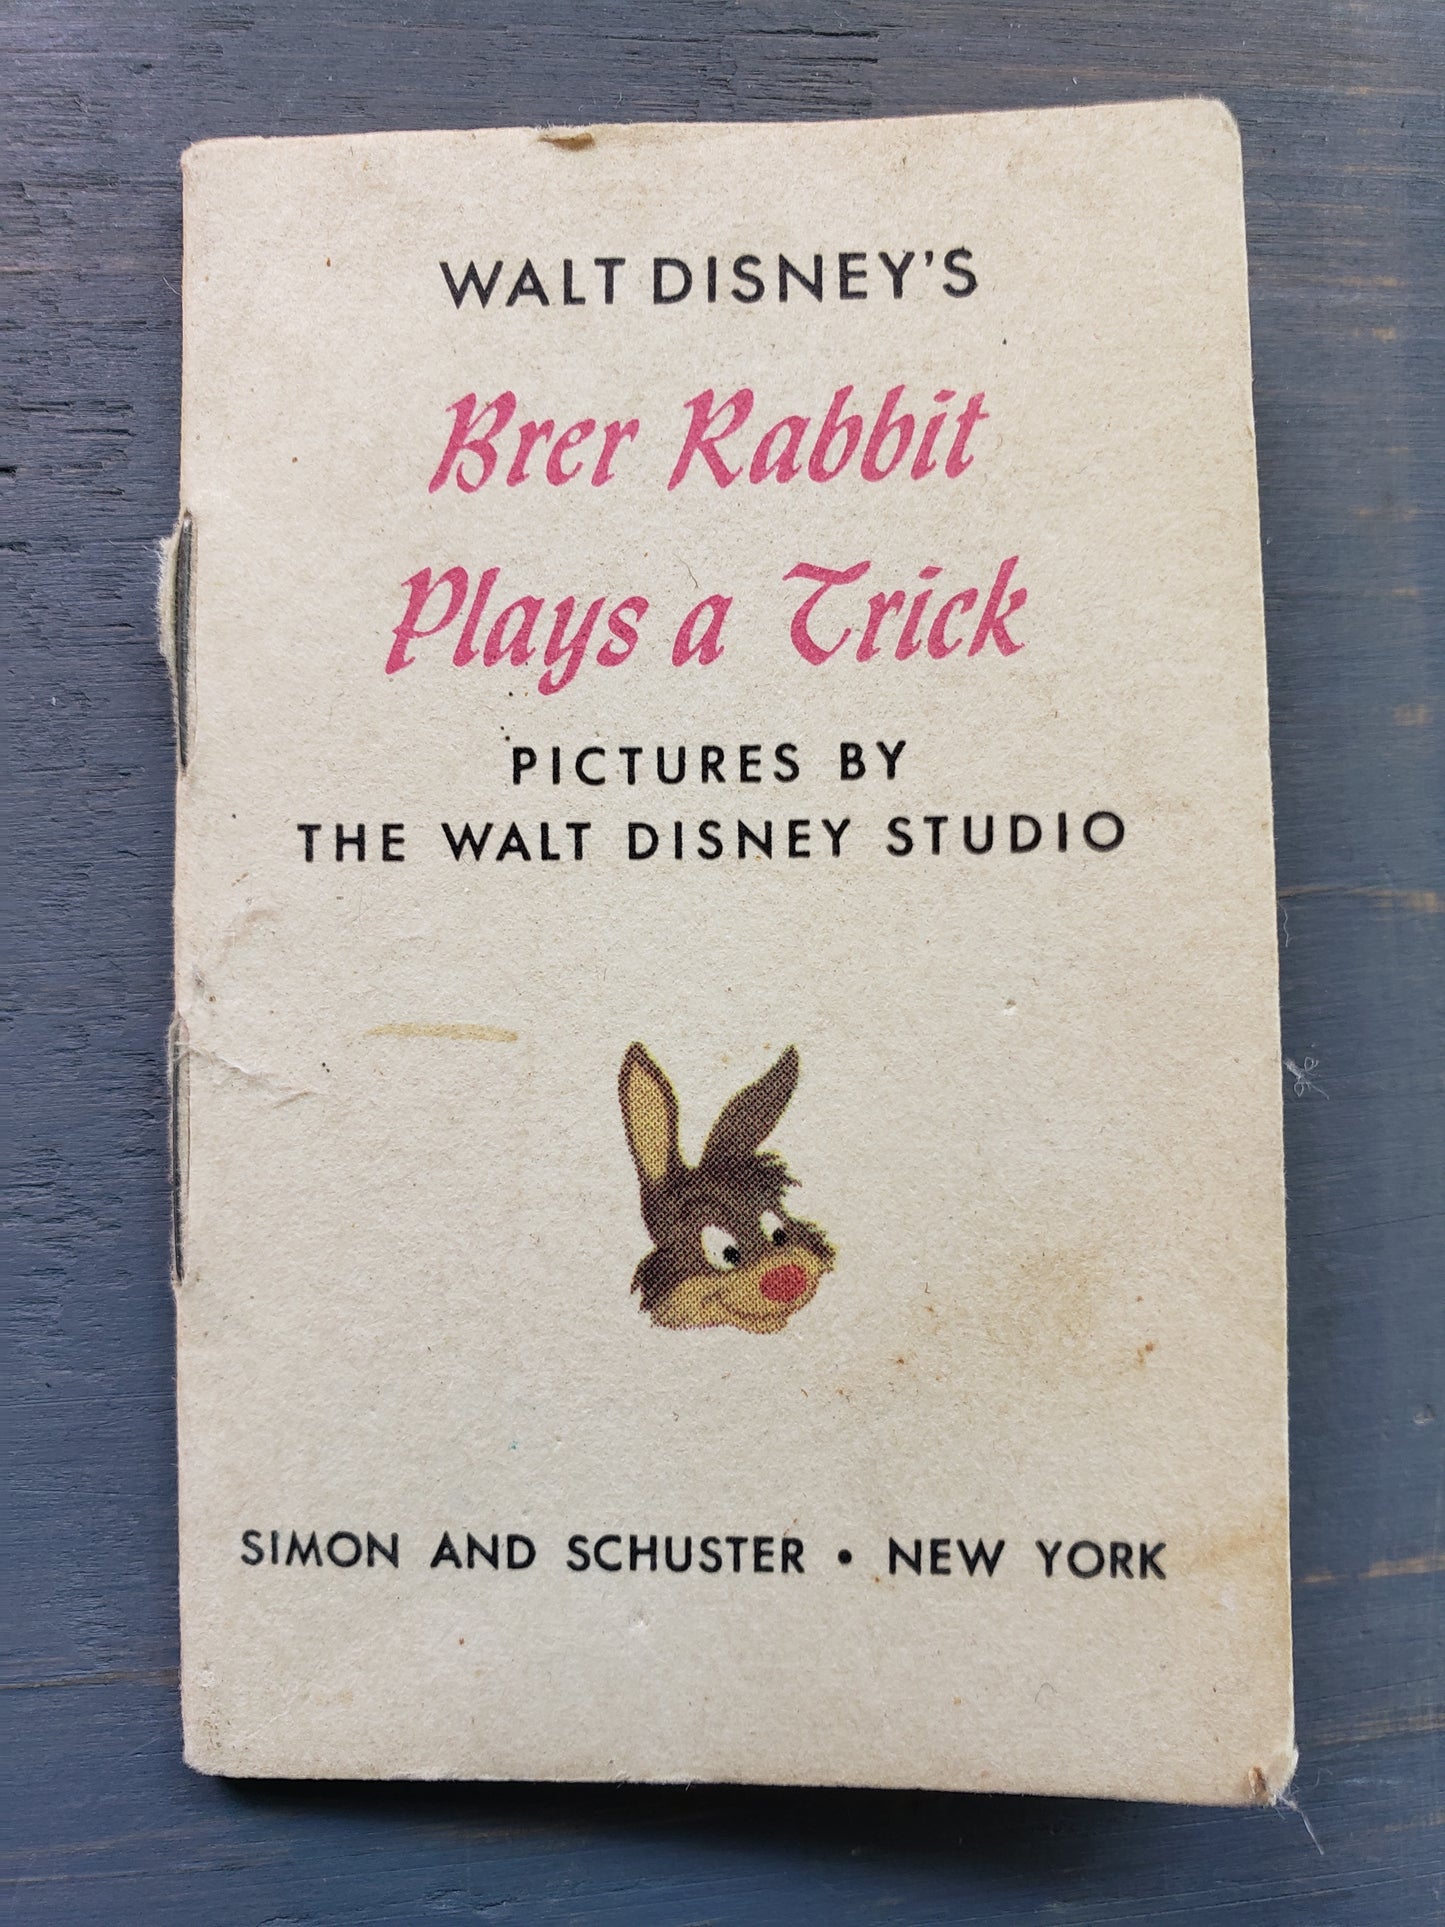 WALT DISNEY'S
Brer Rabbit
Plays a Trick
PICTURES BY
THE WALT DISNEY STUDIO
SIMON AND SCHUSTER • NEW YORK